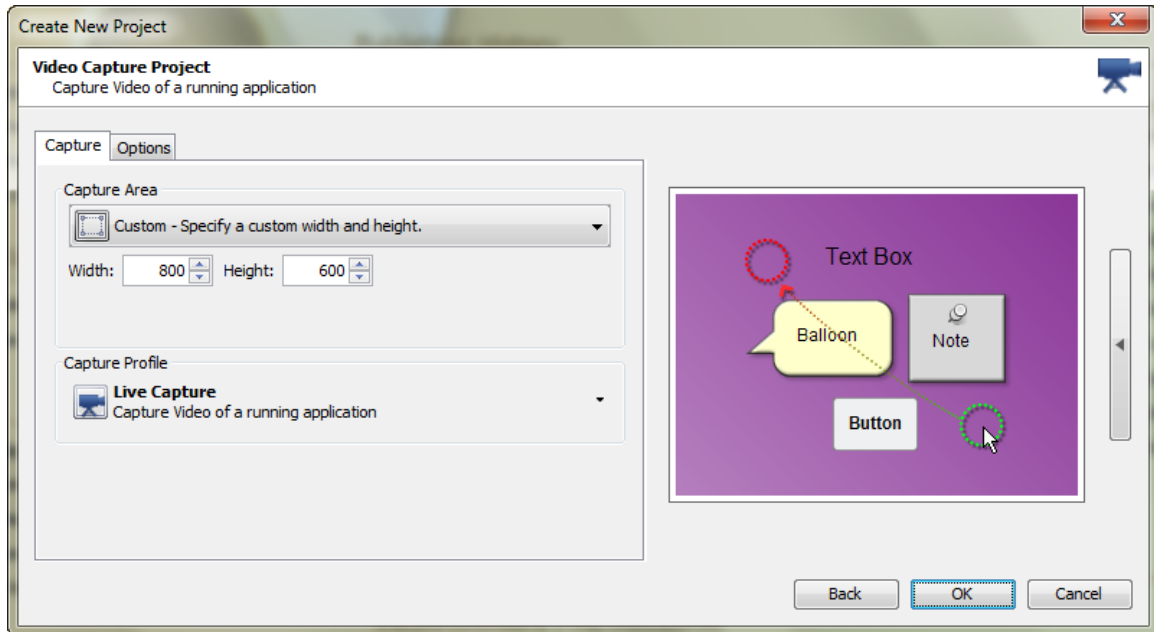 Create New Project
Video Capture Project
Capture Video of a running application
Capture Options
Capture Area
Custom - Specify a custom width and height.
Width: 800 Height: 600
Capture Profile
Live Capture
Capture Video of a running application
Text Box
Balloon
Note
Button
Back OK Cancel